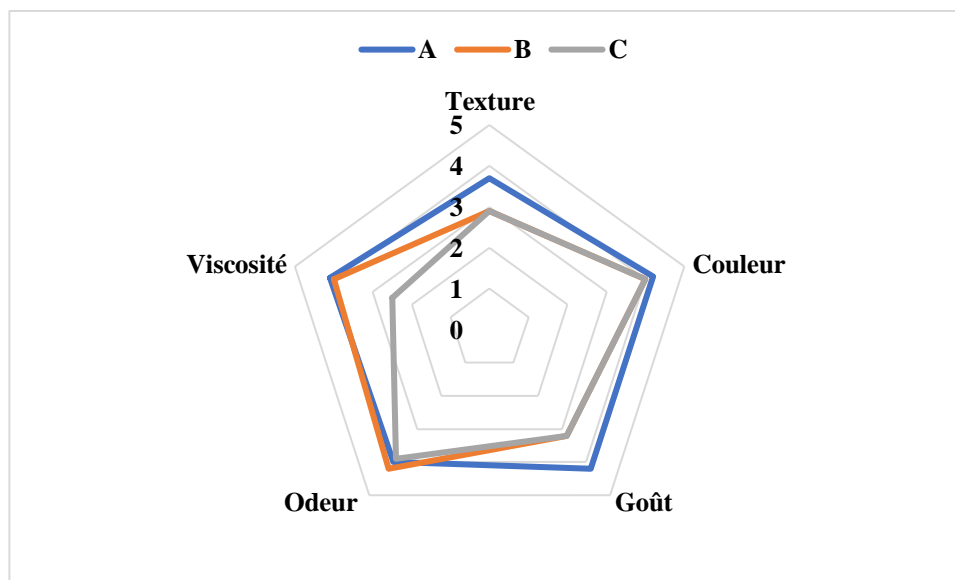 A B C
Texture
5
4
3
2
1
0
Viscosité
Couleur
Odeur
Goût